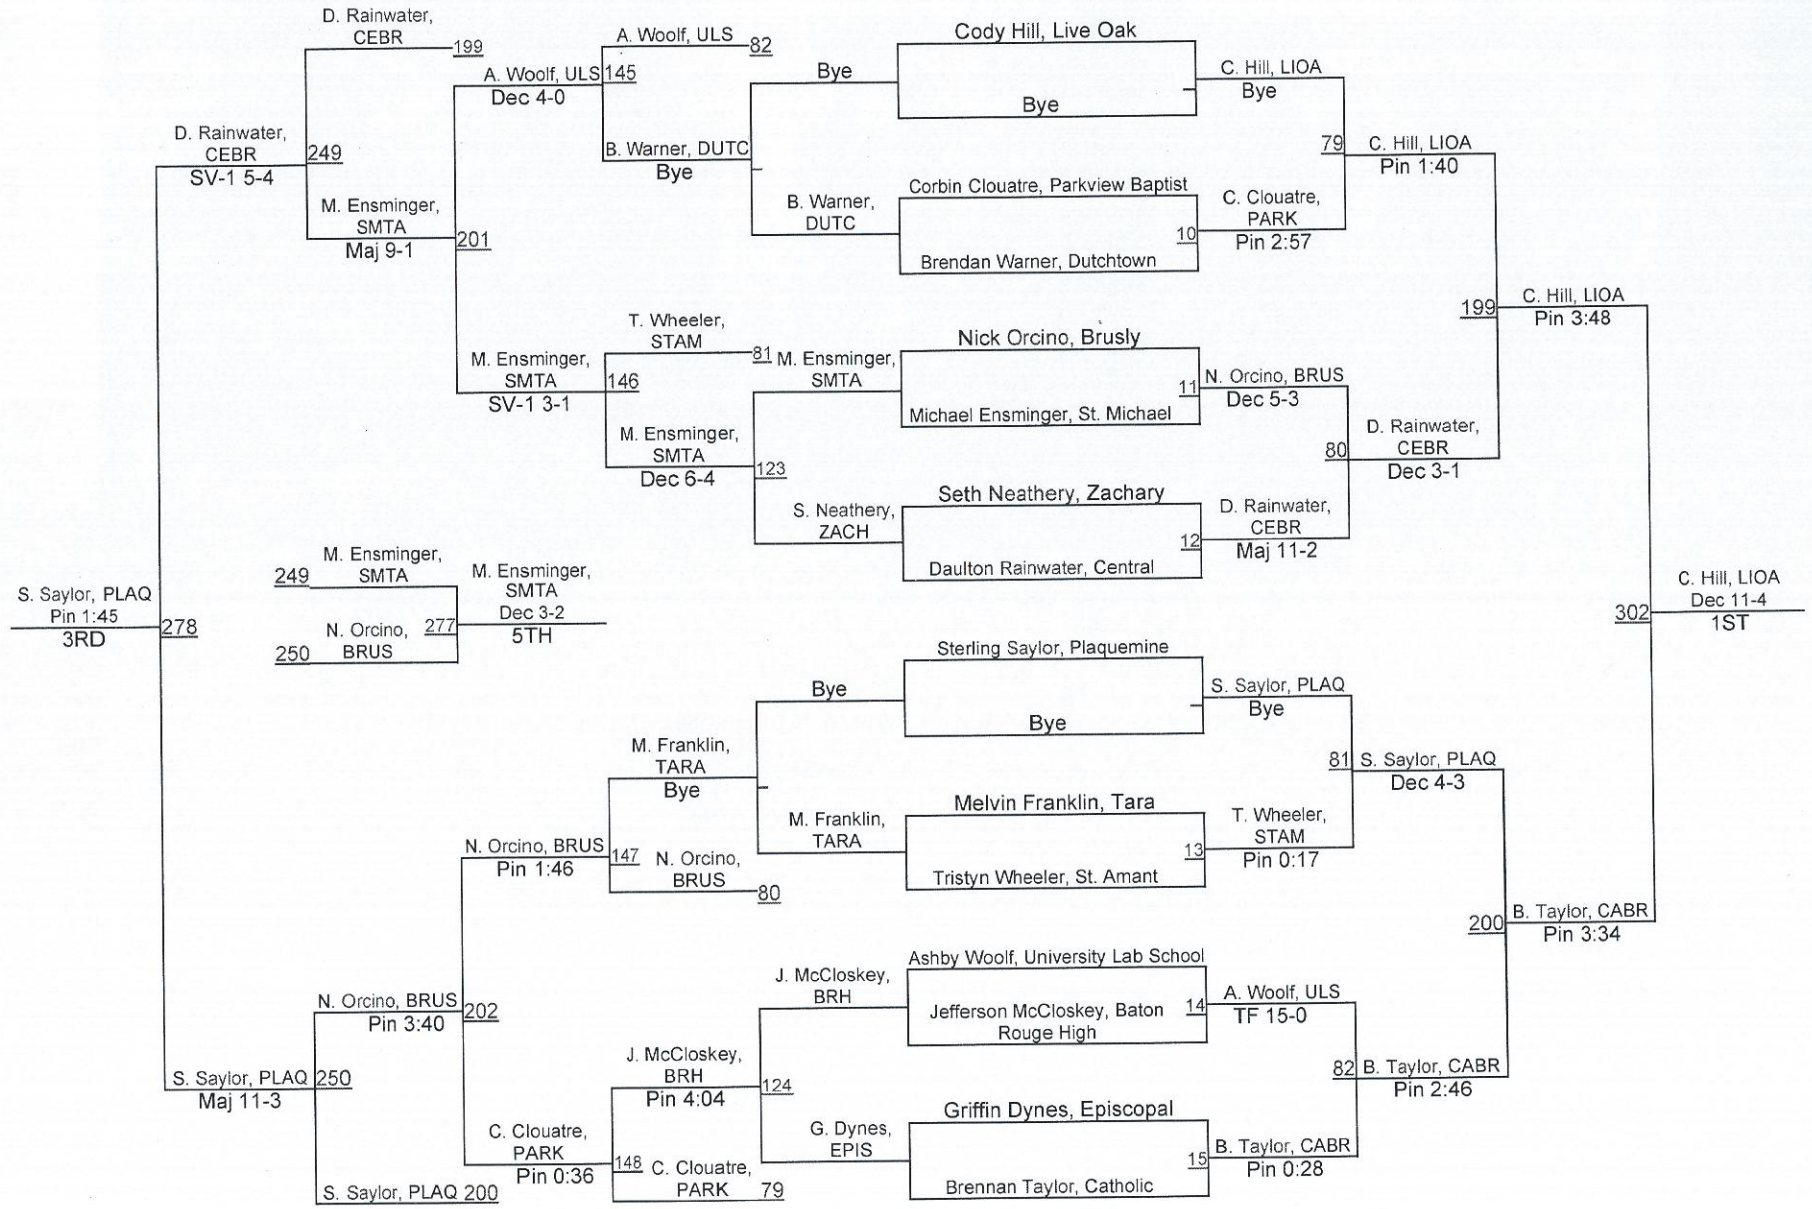 D. Rainwater,
CEBR
199
A. Woolf, ULS
82
A. Woolf, ULS
145
Dec 4-0
Bye
Cody Hill, Live Oak
Bye
C. Hill, LIOA
Bye
D. Rainwater,
CEBR
249
SV-1 5-4
B. Warner, DUTC
Bye
79
C. Hill, LIOA
Pin 1:40
M. Ensminger,
SMTA
201
Maj 9-1
B. Warner,
DUTC
Corbin Clouatre, Parkview Baptist
10
Brendan Warner, Dutchtown
C. Clouatre,
PARK
Pin 2:57
199
C. Hill, LIOA
Pin 3:48
T. Wheeler,
STAM
81
M. Ensminger,
SMTA
146
SV-1 3-1
M. Ensminger,
SMTA
Nick Orcino, Brusly
11
Michael Ensminger, St. Michael
N. Orcino, BRUS
Dec 5-3
M. Ensminger,
SMTA
123
Dec 6-4
80
D. Rainwater,
CEBR
Dec 3-1
S. Neathery,
ZACH
Seth Neathery, Zachary
12
Daulton Rainwater, Central
D. Rainwater,
CEBR
Maj 11-2
M. Ensminger,
249
SMTA
M. Ensminger,
SMTA
Dec 3-2
5TH
277
N. Orcino,
BRUS
250
S. Saylor, PLAQ
Pin 1:45
3RD
278
302
C. Hill, LIOA
Dec 11-4
1ST
Bye
Sterling Saylor, Plaquemine
Bye
S. Saylor, PLAQ
Bye
M. Franklin,
TARA
Bye
81
S. Saylor, PLAQ
Dec 4-3
M. Franklin,
TARA
Melvin Franklin, Tara
13
Tristyn Wheeler, St. Amant
T. Wheeler,
STAM
Pin 0:17
N. Orcino, BRUS
147
Pin 1:46
N. Orcino,
BRUS
80
200
B. Taylor, CABR
Pin 3:34
J. McCloskey,
BRH
Ashby Woolf, University Lab School
14
Jefferson McCloskey, Baton
Rouge High
A. Woolf, ULS
TF 15-0
N. Orcino, BRUS
202
Pin 3:40
J. McCloskey,
BRH
124
Pin 4:04
82
B. Taylor, CABR
Pin 2:46
S. Saylor, PLAQ
250
Maj 11-3
G. Dynes,
EPIS
Griffin Dynes, Episcopal
15
Brennan Taylor, Catholic
B. Taylor, CABR
Pin 0:28
C. Clouatre,
PARK
148
Pin 0:36
C. Clouatre,
PARK
79
S. Saylor, PLAQ
200